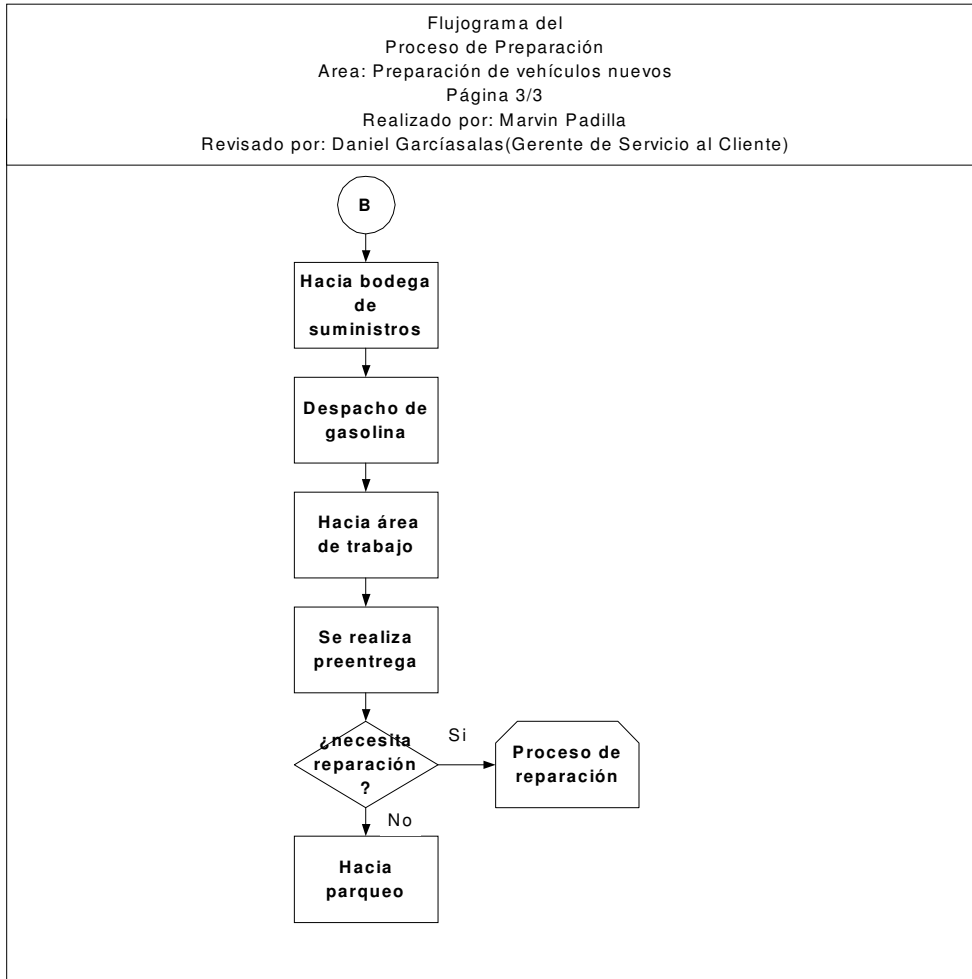 Flujograma del
Proceso de Preparación
Area: Preparación de vehículos nuevos
Página 3/3
Realizado por: Marvin Padilla
Revisado por: Daniel Garcíasalas(Gerente de Servicio al Cliente)
B
Hacia bodega
de
suministros
Despacho de
gasolina
Hacia área
de trabajo
Se realiza
preentrega
¿necesita
reparación
?
Si
Proceso de
reparación
No
Hacia
parqueo